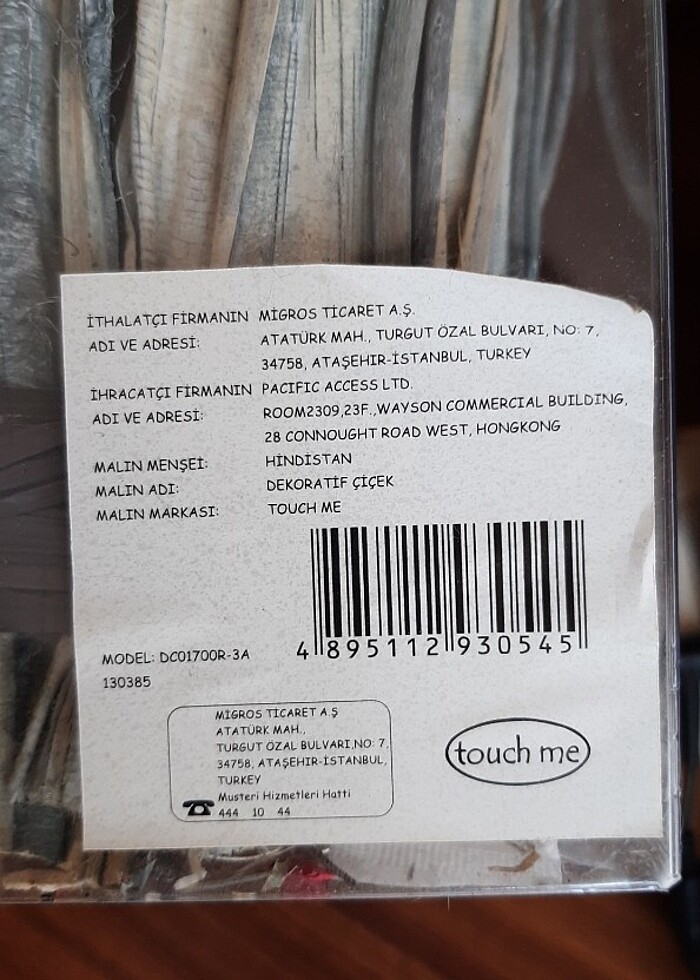 İTHALATÇI FİRMANIN MİGROS TİCARET A.Ş.
ADI VE ADRESİ: ATATÜRK MAH., TURGUT ÖZAL BULVARI, NO: 7,
34758, ATAŞEHIR-İSTANBUL, TURKEY
İHRACATÇI FİRMANIN PACIFIC ACCESS LTD.
ADI VE ADRESİ: ROOM2309,23F.,WAYSON COMMERCIAL BUILDING,
28 CONNOUGHT ROAD WEST, HONGKONG
MALIN MENŞEİ: HİNDİSTAN
MALIN ADI: DEKORATİF ÇİÇEK
MALIN MARKASI: TOUCH ME
4 895112 930545
MODEL: DC01700R-3A
130385
MİGROS TİCARET A.Ş
ATATÜRK MAH.,
TURGUT ÖZAL BULVARI,NO: 7,
34758, ATAŞEHIR-İSTANBUL,
TURKEY
Musteri Hizmetleri Hatti
444 10 44
touch me